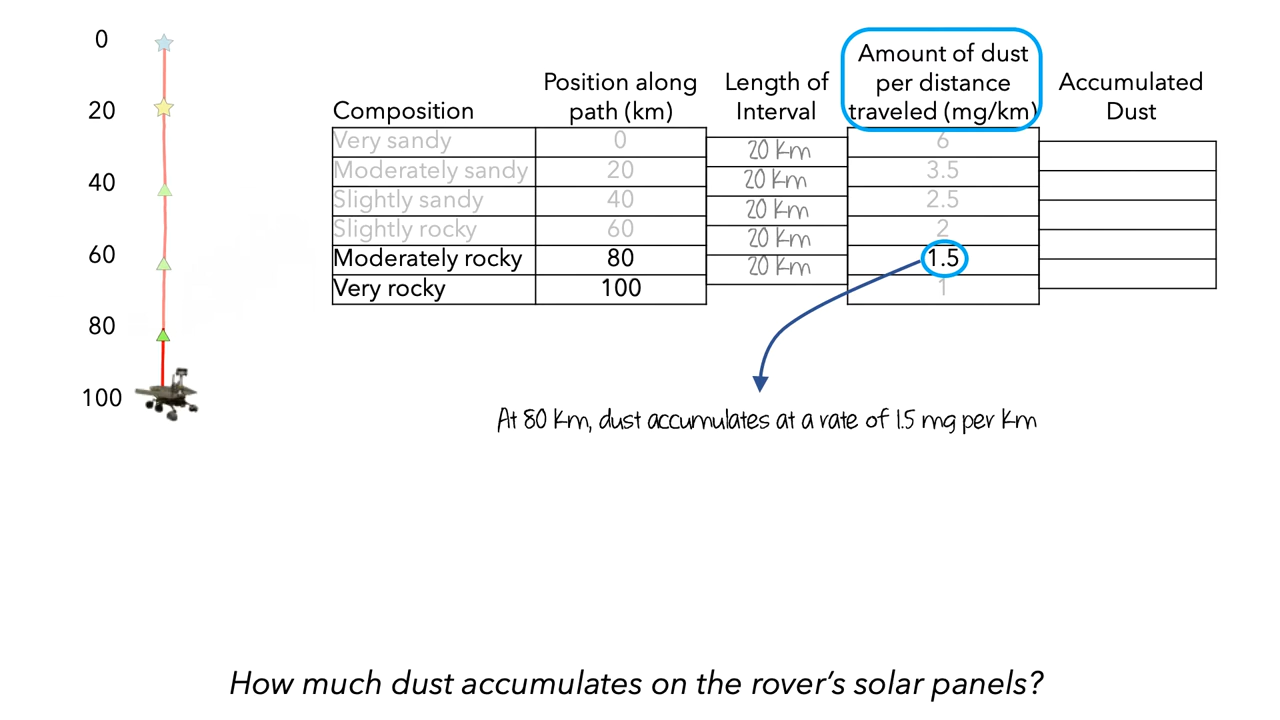 0
20
40
60
80
100
Composition
Position along
path (km)
Length of
Interval
Amount of dust
per distance
traveled (mg/km)
Accumulated
Dust
Very sandy 0 6
20 km
Moderately sandy 20 3.5
20 km
Slightly sandy 40 2.5
20 km
Slightly rocky 60 2
20 km
Moderately rocky 80 1.5
20 km
Very rocky 100 1
At 80 km, dust accumulates at a rate of 1.5 mg per km
How much dust accumulates on the rover's solar panels?